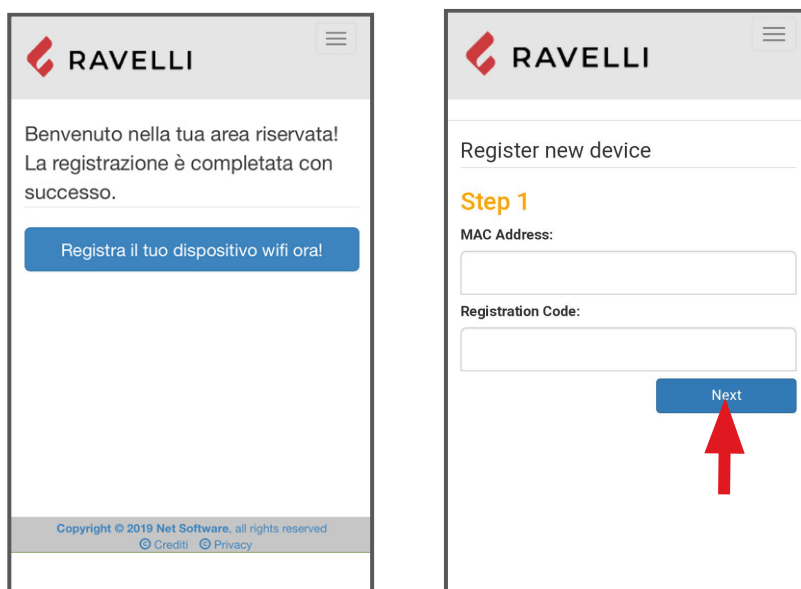 RAVELLI
Benvenuto nella tua area riservata!
La registrazione è completata con
successo.
Registra il tuo dispositivo wifi ora!
Copyright © 2019 Net Software, all rights reserved
© Crediti © Privacy
RAVELLI
Register new device
Step 1
MAC Address:
Registration Code:
Next